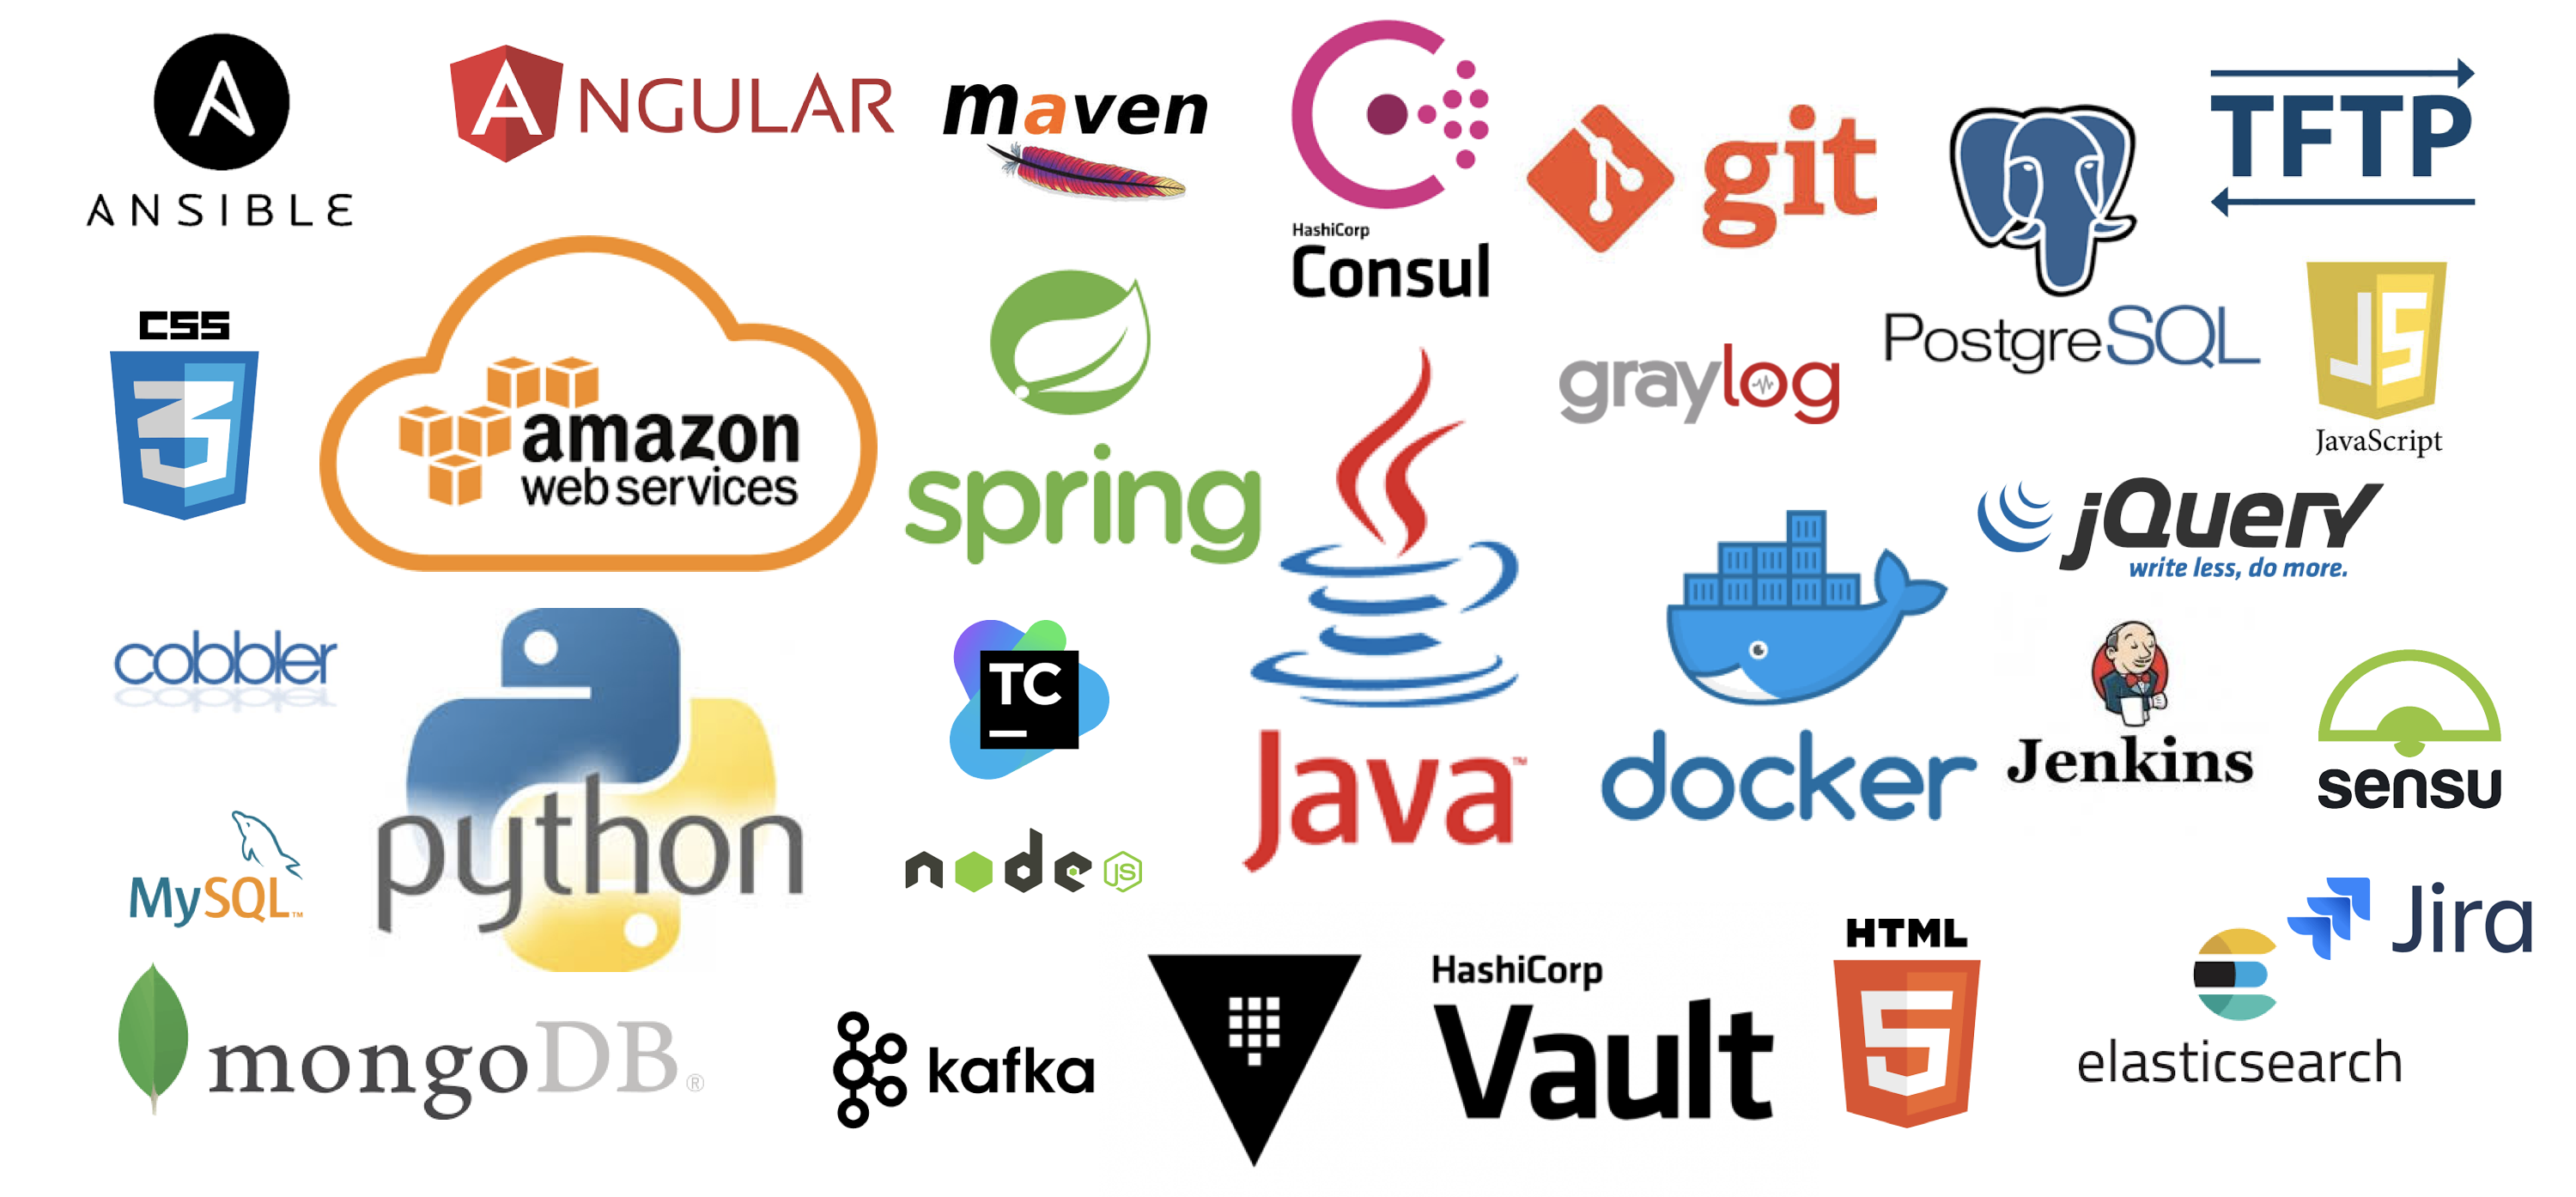 ANSIBLE
ANGULAR
maven
HashiCorp
Consul
git
TFTP
PostgreSQL
CSS
3
amazon
web services
spring
graylog
JS
JavaScript
jQuery
write less, do more.
cobbler
python
TC
Java™
docker
Jenkins
sensu
MySQL™
node JS
Jira
mongoDB®
kafka
HashiCorp
Vault
HTML
5
elasticsearch